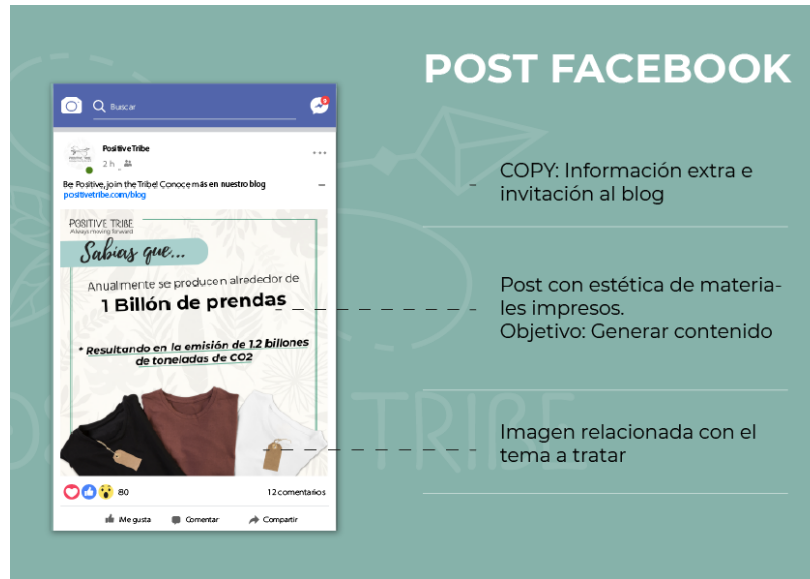 POST FACEBOOK
Buscar
9
PositiveTribe
2 h
Be Positive, join the Tribe! Conoce más en nuestro blog
positivetribe.com/blog
POSITIVE TRIBE
Always moving forward
Sabías que...
Anualmente se producen alrededor de
1 Billón de prendas
* Resultando en la emisión de 1.2 billones
de toneladas de CO2
80
12 comentarios
Me gusta
Comentar
Compartir
COPY: Información extra e
invitación al blog
Post con estética de materia-
les impresos.
Objetivo: Generar contenido
Imagen relacionada con el
tema a tratar
TRIBE